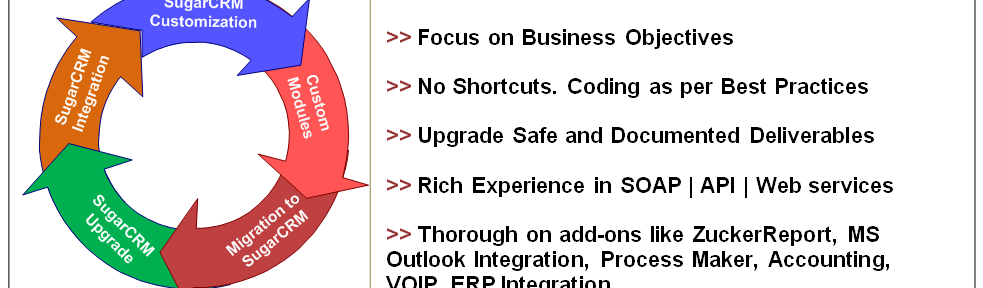 SugarCRM
Customization
Custom
Modules
Migration to
SugarCRM
SugarCRM
Upgrade
SugarCRM
Integration
>> Focus on Business Objectives
>> No Shortcuts. Coding as per Best Practices
>> Upgrade Safe and Documented Deliverables
>> Rich Experience in SOAP | API | Web services
>> Thorough on add-ons like ZuckerReport, MS
Outlook Integration, Process Maker, Accounting,
VOIP, ERP Integration